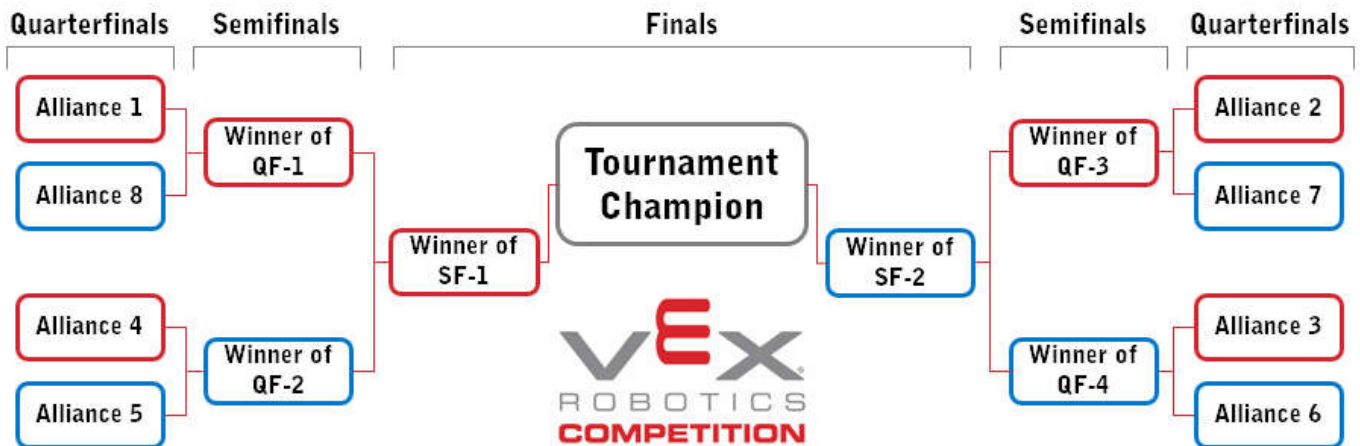 Quarterfinals
Semifinals
Finals
Semifinals
Quarterfinals
Alliance 1
Alliance 8
Alliance 4
Alliance 5
Winner of
QF-1
Winner of
QF-2
Winner of
SF-1
Tournament
Champion
Winner of
SF-2
Winner of
QF-3
Winner of
QF-4
Alliance 2
Alliance 7
Alliance 3
Alliance 6
VEX
ROBOTICS
COMPETITION